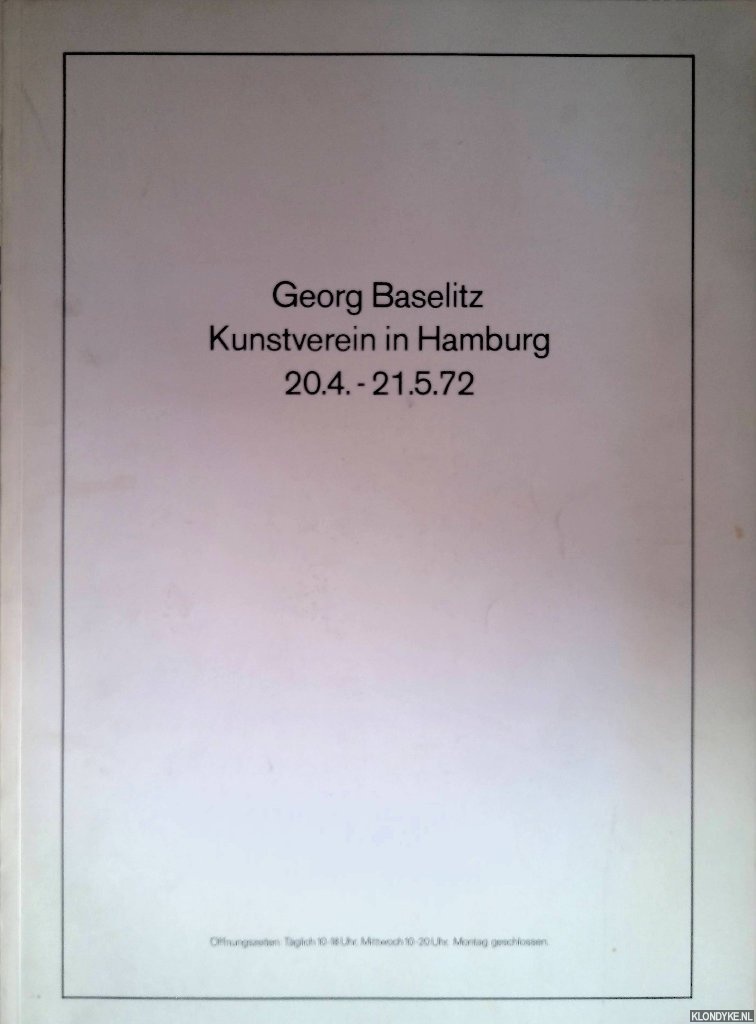 Georg Baselitz
Kunstverein in Hamburg
20.4. - 21.5.72
Öffnungszeiten: Täglich 10-18 Uhr, Mittwoch 10-20 Uhr, Montag geschlossen.
KLONDYKE.NL